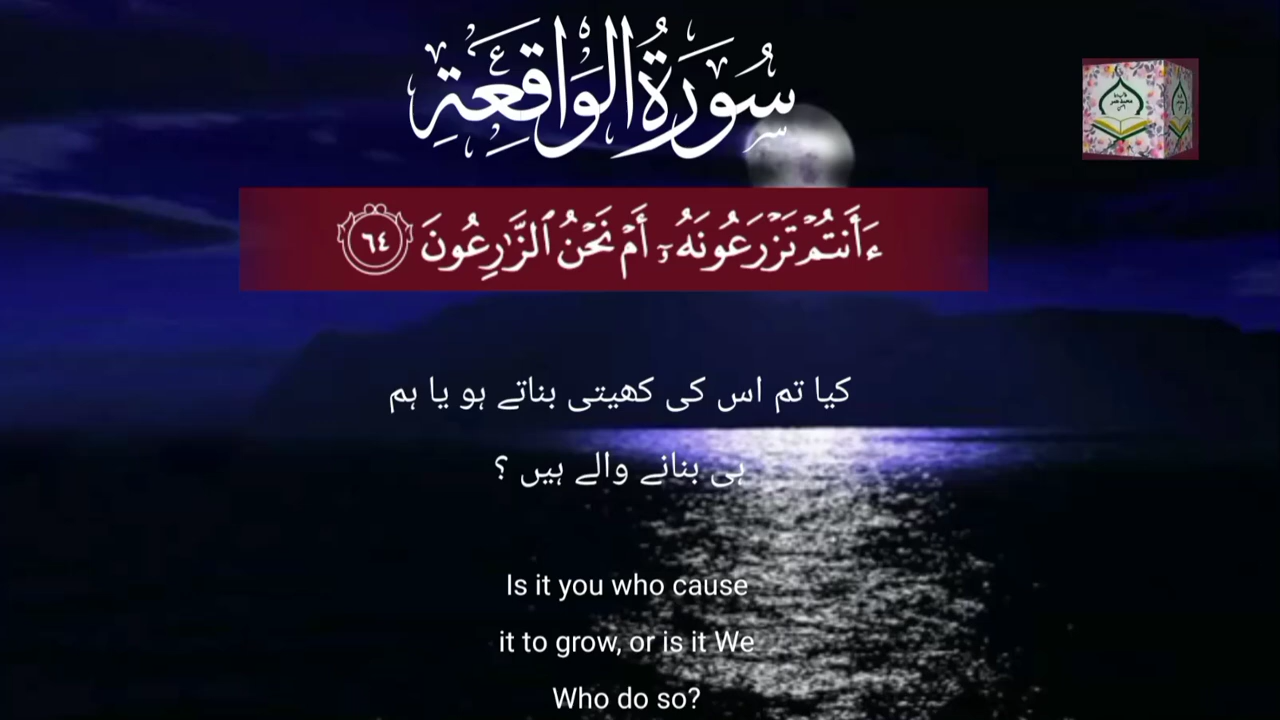 سُورَةُ الوَاقِعَةِ
ءَأَنتُمْ تَزْرَعُونَهُۥٓ أَمْ نَحْنُ ٱلزَّٰرِعُونَ ٦٤
کیا تم اس کی کھیتی بناتے ہو یا ہم
ہی بنانے والے ہیں ؟
Is it you who cause
it to grow, or is it We
Who do so?